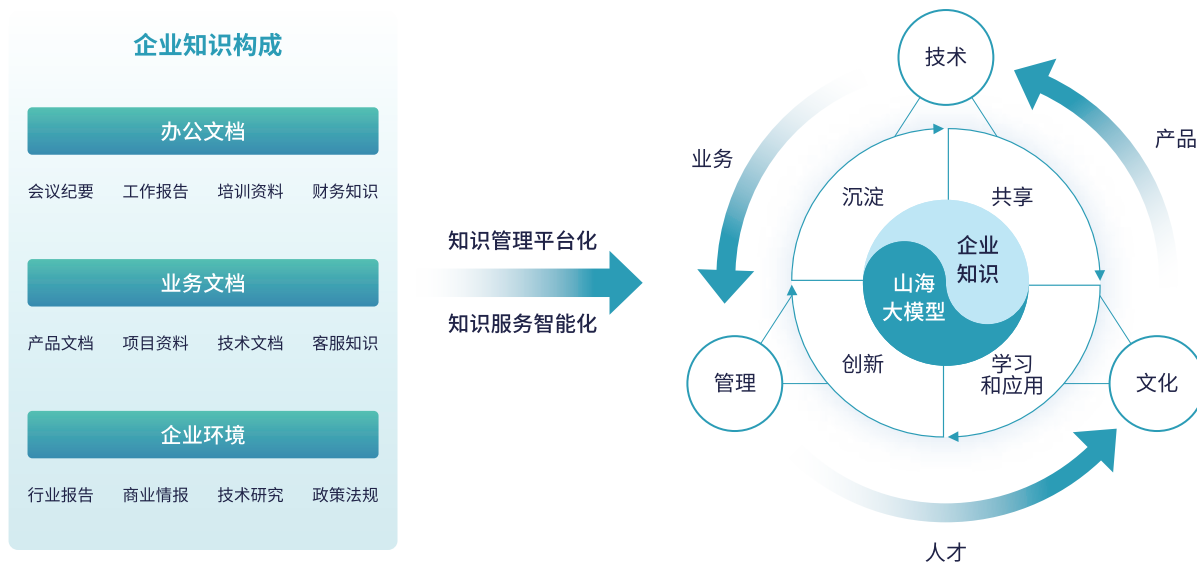 企业知识构成
办公文档
会议纪要 工作报告 培训资料 财务知识
业务文档
产品文档 项目资料 技术文档 客服知识
企业环境
行业报告 商业情报 技术研究 政策法规
知识管理平台化
知识服务智能化
技术
业务
产品
沉淀
共享
企业
知识
山海
大模型
创新
学习
和应用
管理
文化
人才